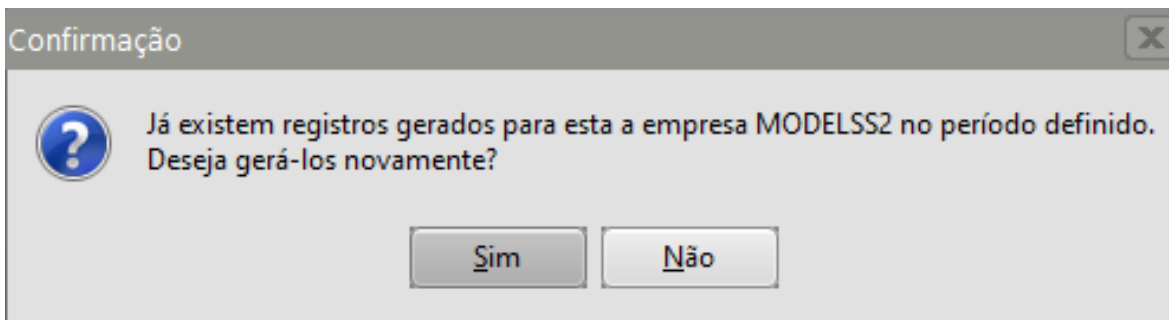 Confirmação
Já existem registros gerados para esta a empresa MODELSS2 no período definido.
Deseja gerá-los novamente?
Sim
Não